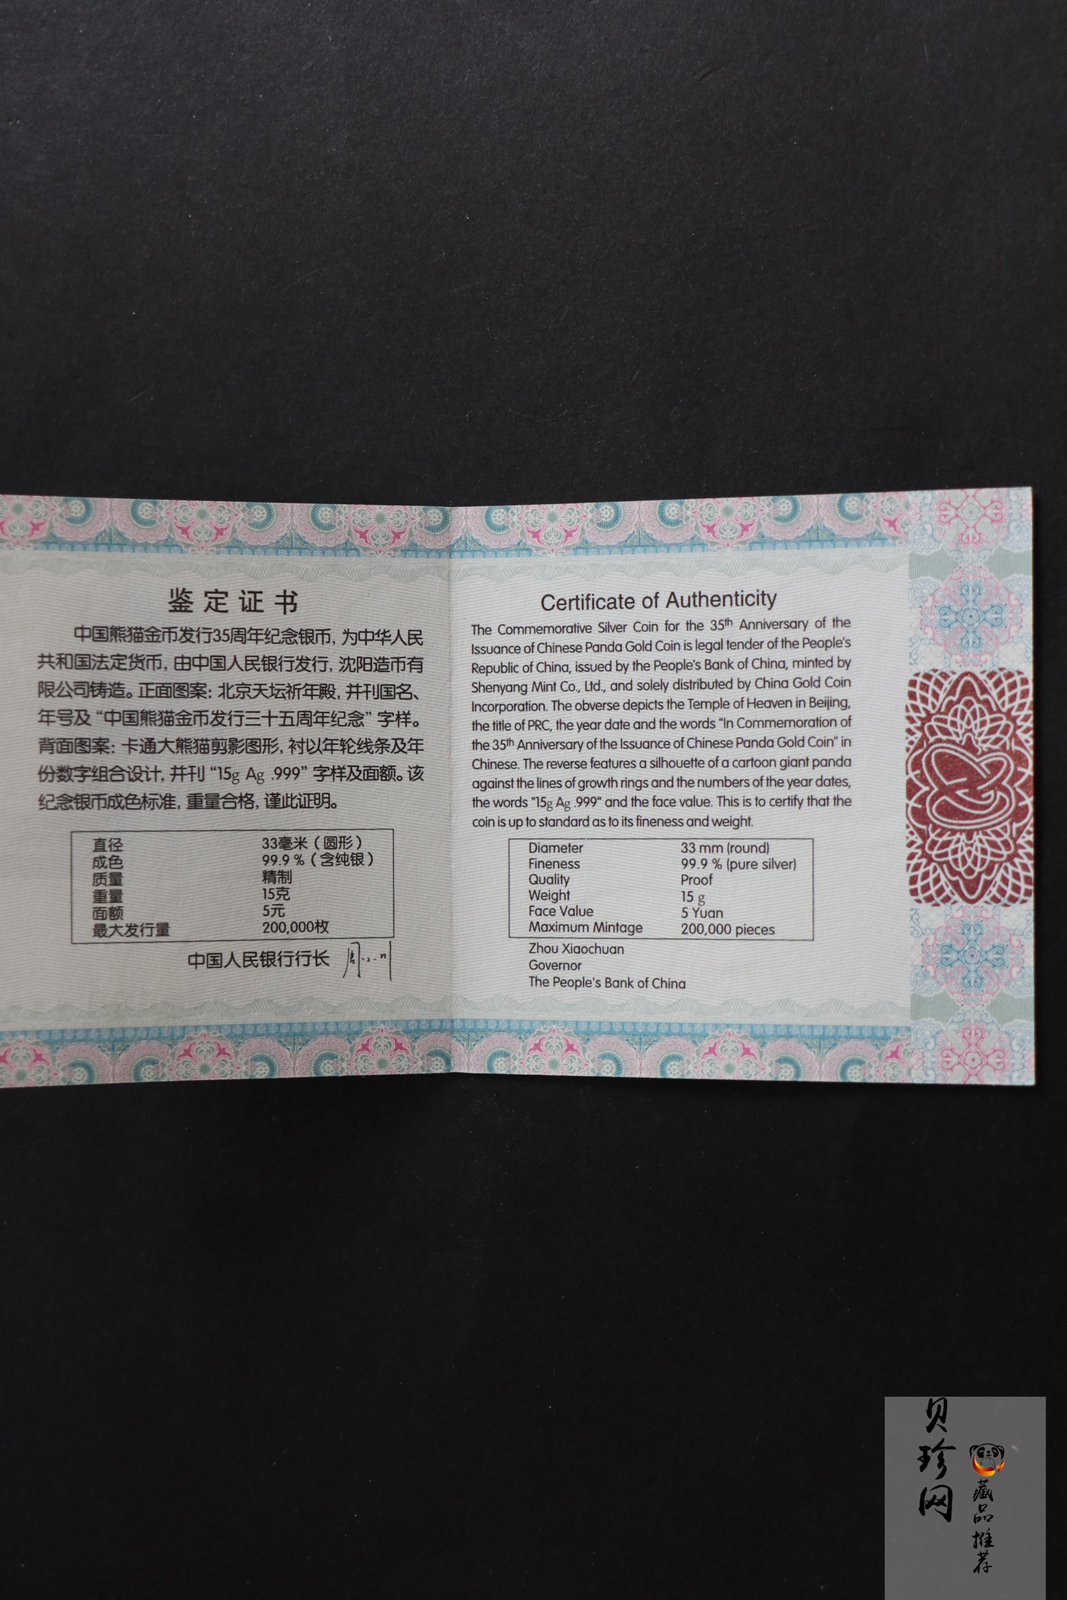 鉴定证书
中国熊猫金币发行35周年纪念银币，为中华人民
共和国法定货币，由中国人民银行发行，沈阳造币有
限公司铸造。正面图案：北京天坛祈年殿，并刊国名、
年号及“中国熊猫金币发行三十五周年纪念”字样。
背面图案：卡通大熊猫剪影图形，衬以年轮线条及年
份数字组合设计，并刊“15g Ag .999”字样及面额。该
纪念银币成色标准，重量合格，谨此证明。
直径 33毫米（圆形）
成色 99.9％（含纯银）
质量 精制
重量 15克
面额 5元
最大发行量 200,000枚
中国人民银行行长
Certificate of Authenticity
The Commemorative Silver Coin for the 35th Anniversary of the
Issuance of Chinese Panda Gold Coin is legal tender of the People's
Republic of China, issued by the People's Bank of China, minted by
Shenyang Mint Co., Ltd., and solely distributed by China Gold Coin
Incorporation. The obverse depicts the Temple of Heaven in Beijing,
the title of PRC, the year date and the words "In Commemoration of
the 35th Anniversary of the Issuance of Chinese Panda Gold Coin" in
Chinese. The reverse features a silhouette of a cartoon giant panda
against the lines of growth rings and the numbers of the year dates,
the words "15g Ag .999" and the face value. This is to certify that the
coin is up to standard as to its fineness and weight.
Diameter 33 mm (round)
Fineness 99.9 % (pure silver)
Quality Proof
Weight 15 g
Face Value 5 Yuan
Maximum Mintage 200,000 pieces
Zhou Xiaochuan
Governor
The People's Bank of China
贝珍网
藏品推荐